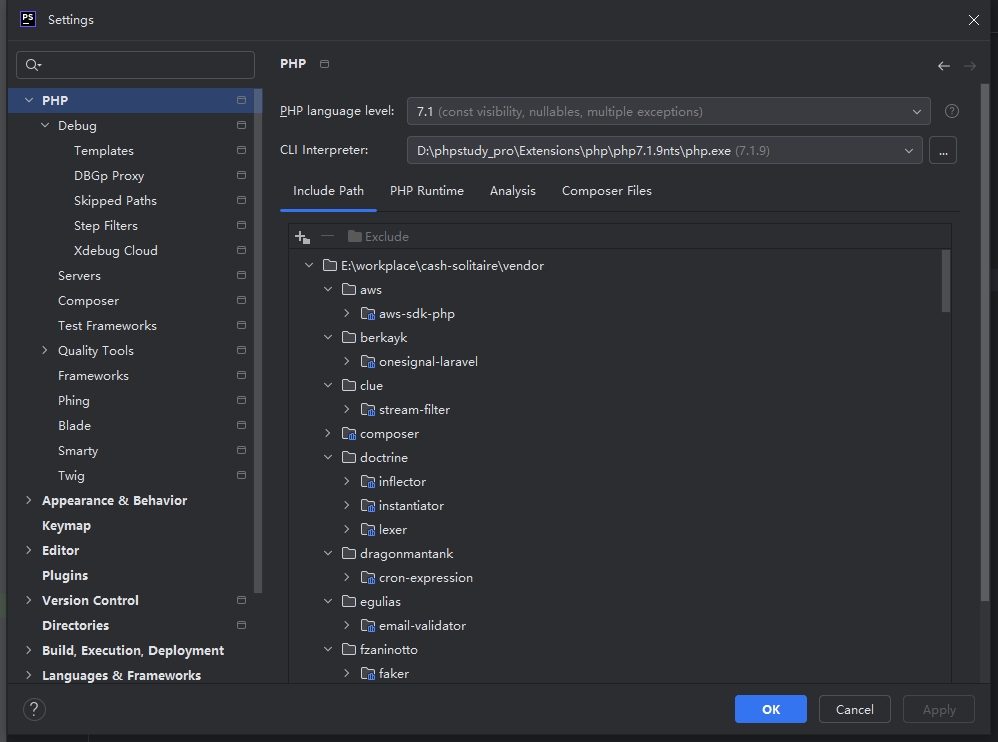 PS Settings
PHP
Debug
Templates
DBGp Proxy
Skipped Paths
Step Filters
Xdebug Cloud
Servers
Composer
Test Frameworks
Quality Tools
Frameworks
Phing
Blade
Smarty
Twig
Appearance & Behavior
Keymap
Editor
Plugins
Version Control
Directories
Build, Execution, Deployment
Languages & Frameworks
PHP
PHP language level: 7.1 (const visibility, nullables, multiple exceptions) ?
CLI Interpreter: D:\phpstudy_pro\Extensions\php\php7.1.9nts\php.exe (7.1.9) ...
Include Path PHP Runtime Analysis Composer Files
Exclude
E:\workplace\cash-solitaire\vendor
aws
aws-sdk-php
berkayk
onesignal-laravel
clue
stream-filter
composer
doctrine
inflector
instantiator
lexer
dragonmantank
cron-expression
egulias
email-validator
fzaninotto
faker
? OK Cancel Apply